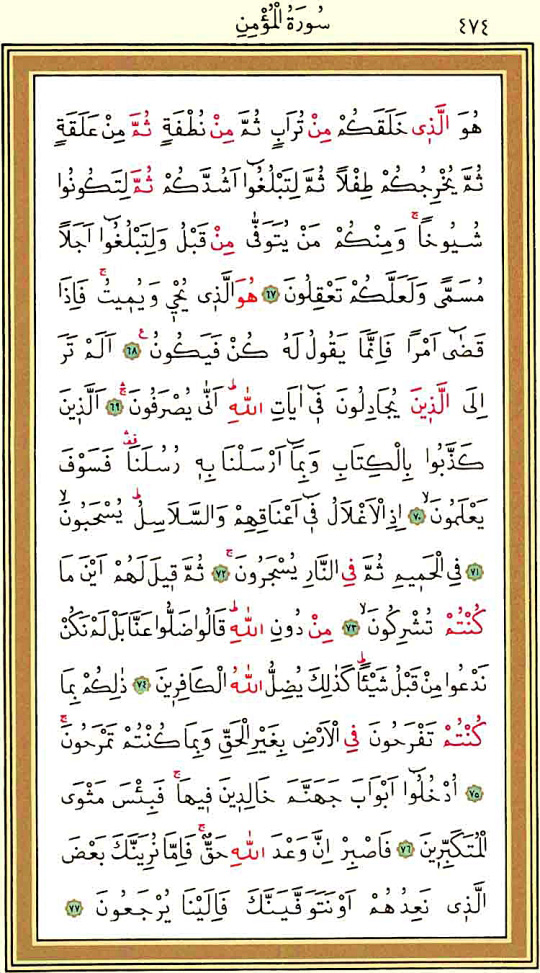 ٤٧٤ سُورَةُ الْمُؤْمِنِ
هُوَ الَّذ۪ى خَلَقَكُمْ مِنْ تُرَابٍ ثُمَّ مِنْ نُطْفَةٍ ثُمَّ مِنْ عَلَقَةٍ
ثُمَّ يُخْرِجُكُمْ طِفْلاً ثُمَّ لِتَبْلُغُٓوا اَشُدَّكُمْ ثُمَّ لِتَكُونُوا
شُيُوخاًۚ وَمِنْكُمْ مَنْ يُتَوَفّٰى مِنْ قَبْلُ وَلِتَبْلُغُٓوا اَجَلاً
مُسَمًّى وَلَعَلَّكُمْ تَعْقِلُونَ ﴿٦٧﴾ هُوَ الَّذ۪ى يُحْي۪ وَيُم۪يتُۚ فَاِذَا
قَضٰٓى اَمْرًا فَاِنَّمَا يَقُولُ لَهُ كُنْ فَيَكُونُ ع ﴿٦٨﴾ اَلَمْ تَرَ
اِلَى الَّذ۪ينَ يُجَادِلُونَ ف۪ٓى اٰيَاتِ اللّٰهِۜ اَنّٰى يُصْرَفُونَۚ ﴿٦٩﴾ اَلَّذ۪ينَ
كَذَّبُوا بِالْكِتَابِ وَبِمَٓا اَرْسَلْنَا بِه۪ رُسُلَنَا فَسَوْفَ
يَعْلَمُونَۙ ﴿٧٠﴾ اِذِ الْاَغْلَالُ ف۪ٓى اَعْنَاقِهِمْ وَالسَّلَاسِلُۜ يُسْحَبُونَۙ
﴿٧١﴾ فِى الْحَم۪يمِ ثُمَّ فِى النَّارِ يُسْجَرُونَۚ ﴿٧٢﴾ ثُمَّ ق۪يلَ لَهُمْ اَيْنَ مَا
كُنْتُمْ تُشْرِكُونَۙ ﴿٧٣﴾ مِنْ دُونِ اللّٰهِۜ قَالُوا ضَلُّوا عَنَّا بَلْ لَمْ نَكُنْ
نَدْعُوا مِنْ قَبْلُ شَيْـًٔاۜ كَذٰلِكَ يُضِلُّ اللّٰهُ الْكَافِر۪ينَ ﴿٧٤﴾ ذٰلِكُمْ بِمَا
كُنْتُمْ تَفْرَحُونَ فِى الْاَرْضِ بِغَيْرِ الْحَقِّ وَبِمَا كُنْتُمْ تَمْرَحُونَۚ
﴿٧٥﴾ اُدْخُلُٓوا اَبْوَابَ جَهَنَّمَ خَالِد۪ينَ ف۪يهَاۚ فَبِئْسَ مَثْوَى
الْمُتَكَبِّر۪ينَ ﴿٧٦﴾ فَاصْبِرْ اِنَّ وَعْدَ اللّٰهِ حَقٌّۚ فَاِمَّا نُرِيَنَّكَ بَعْضَ
الَّذ۪ى نَعِدُهُمْ اَوْ نَتَوَفَّيَنَّكَ فَاِلَيْنَا يُرْجَعُونَ ﴿٧٧﴾